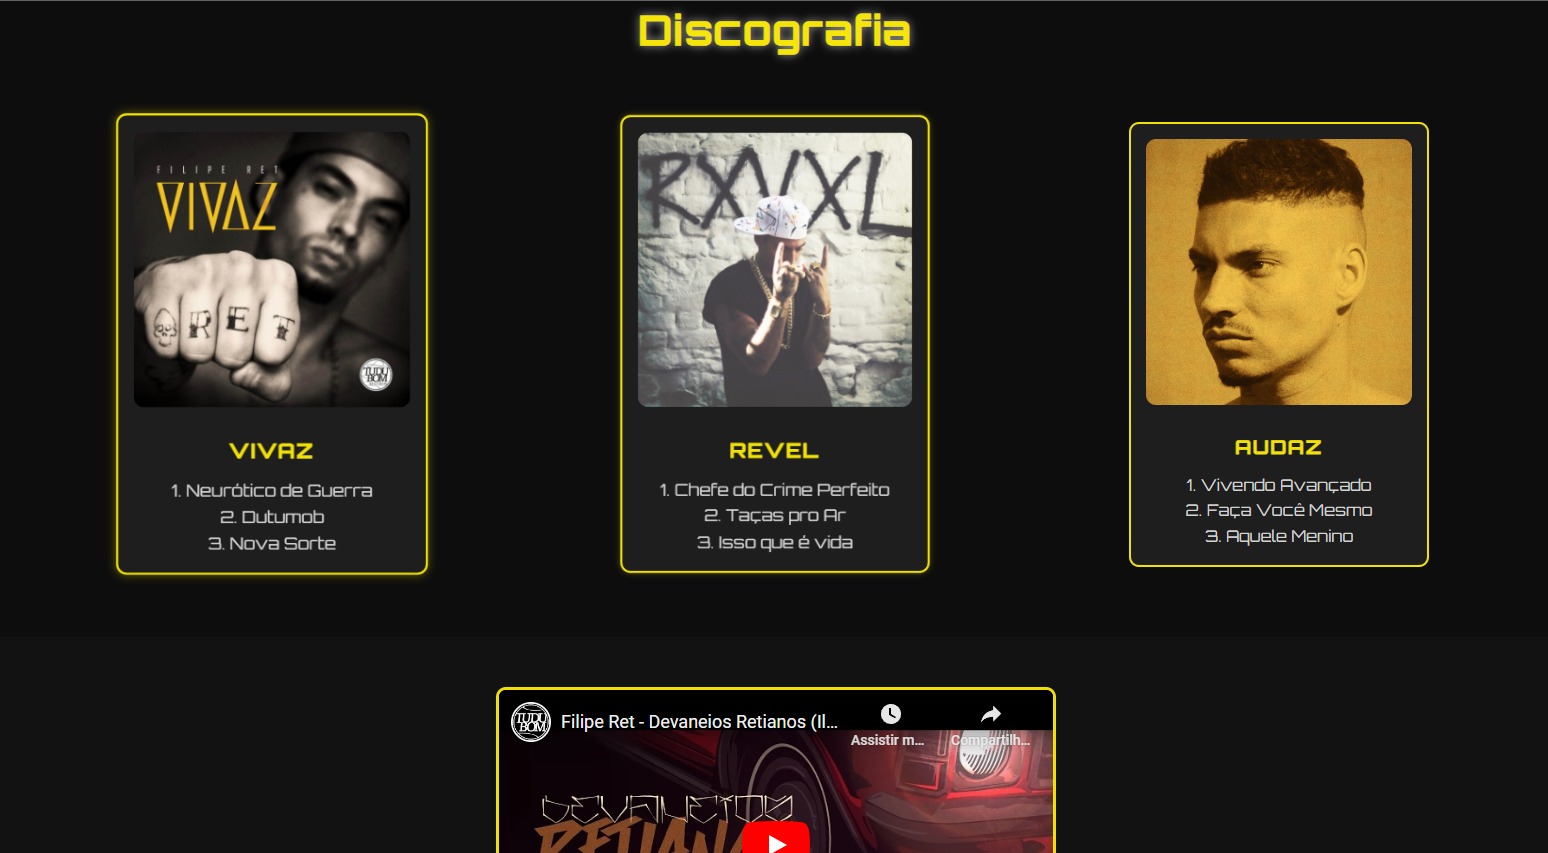 Discografia
FILIPE RET
VIVAZ
RET
TUDU
BOM
RXVXL
VIVAZ
1. Neurótico de Guerra
2. Dutumob
3. Nova Sorte
REVEL
1. Chefe do Crime Perfeito
2. Taças pro Ar
3. Isso que é vida
AUDAZ
1. Vivendo Avançado
2. Faça Você Mesmo
3. Aquele Menino
TUDU
BOM
Filipe Ret - Devaneios Retianos (Il...
Assistir m...
Compartilh...
DEVANEIOS
RETIANO